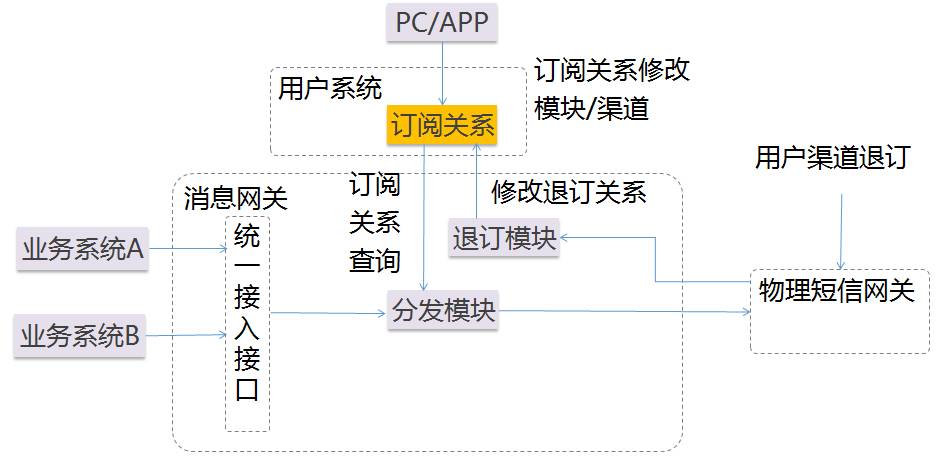 PC/APP
用户系统
订阅关系修改
模块/渠道
订阅关系
用户渠道退订
消息网关
订阅
关系
查询
修改退订关系
统
一
接
入
接
口
业务系统A
退订模块
物理短信网关
分发模块
业务系统B